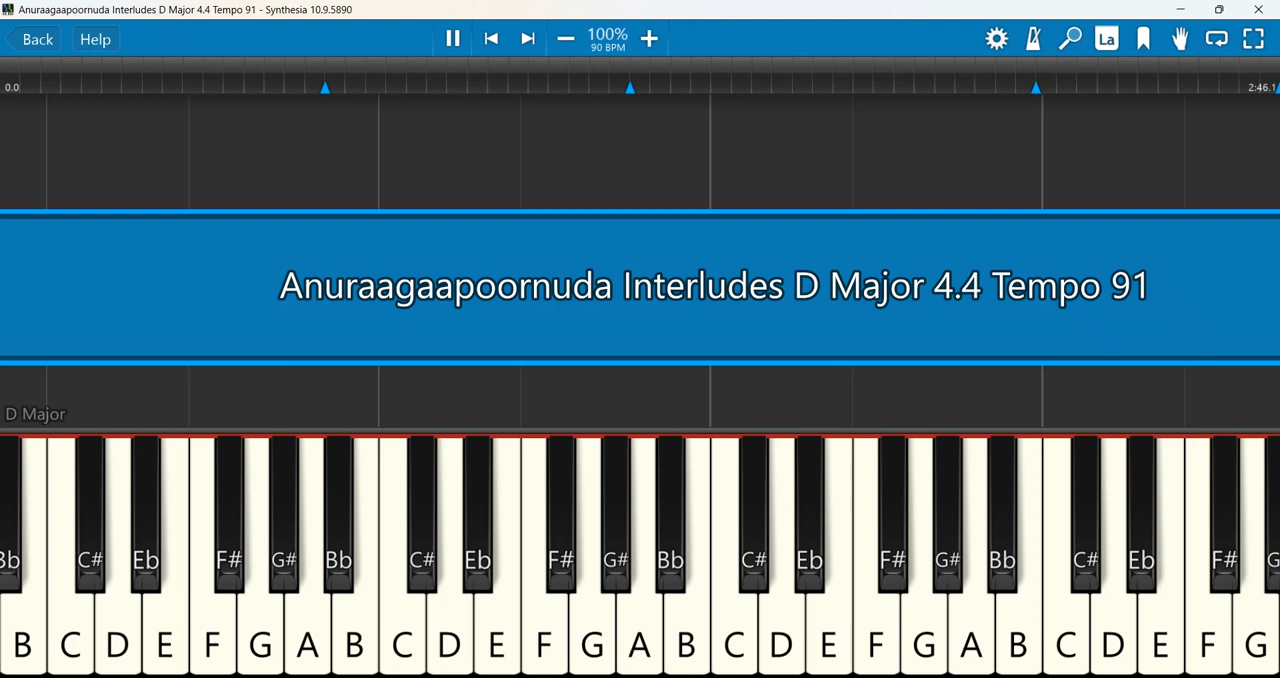 Anuraagaapoornuda Interludes D Major 4.4 Tempo 91 - Synthesia 10.9.5890
Back Help 100% La
90 BPM
0.0 2:46.1
Anuraagaapoornuda Interludes D Major 4.4 Tempo 91
D Major
Bb C# Eb F# G# Bb C# Eb F# G# Bb C# Eb F# G# Bb C# Eb F# G
B C D E F G A B C D E F G A B C D E F G A B C D E F G